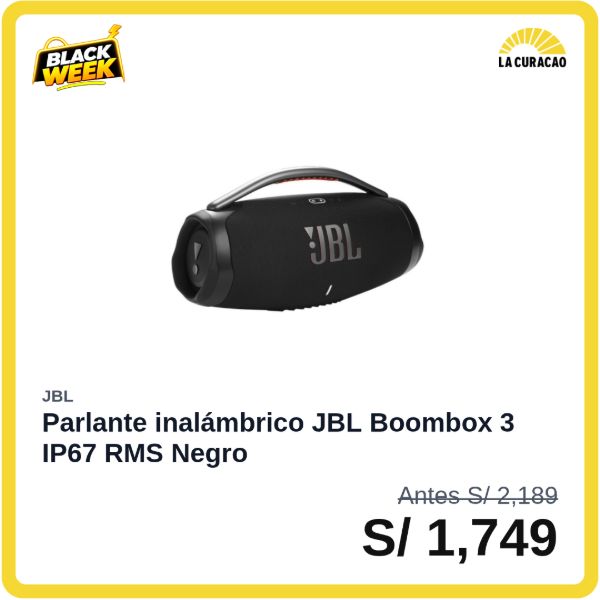 BLACK
WEEK
LA CURACAO
JBL
JBL
Parlante inalámbrico JBL Boombox 3
IP67 RMS Negro
Antes S/ 2,189
S/ 1,749